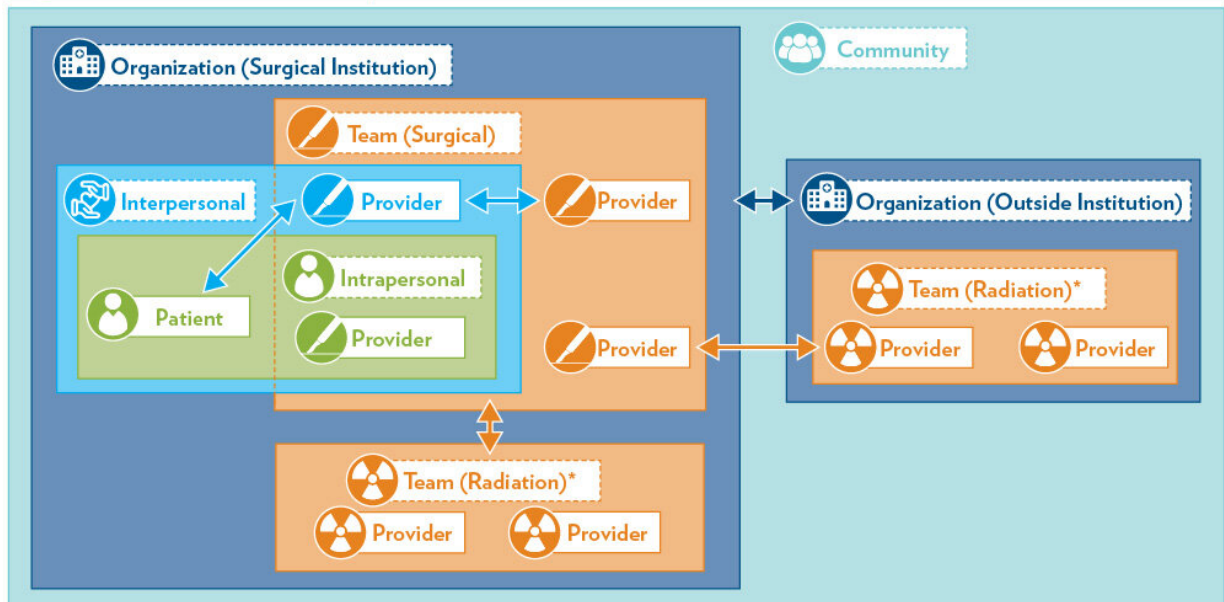 Community
Organization (Surgical Institution)
Team (Surgical)
Interpersonal
Provider
Provider
Organization (Outside Institution)
Intrapersonal
Team (Radiation)*
Patient
Provider
Provider
Provider
Provider
Team (Radiation)*
Provider
Provider